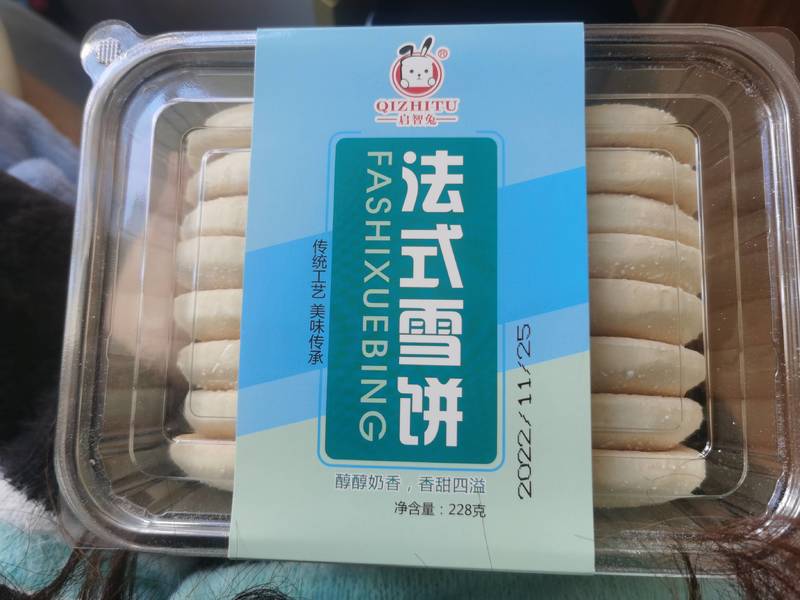 ®
QIZHITU
启智兔
法式雪饼
FASHIXUEBING
传统工艺 美味传承
2022/11/25
醇醇奶香，香甜四溢
净含量：228克